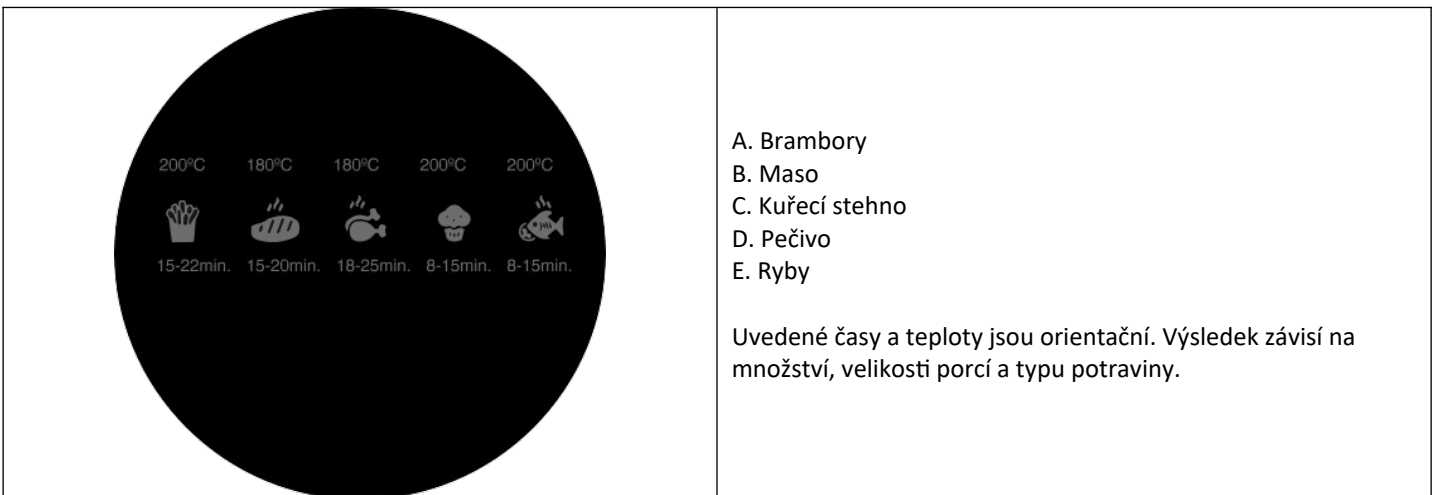 200ºC 180ºC 180ºC 200ºC 200ºC
15-22min. 15-20min. 18-25min. 8-15min. 8-15min.
A. Brambory
B. Maso
C. Kuřecí stehno
D. Pečivo
E. Ryby
Uvedené časy a teploty jsou orientační. Výsledek závisí na
množství, velikosti porcí a typu potraviny.